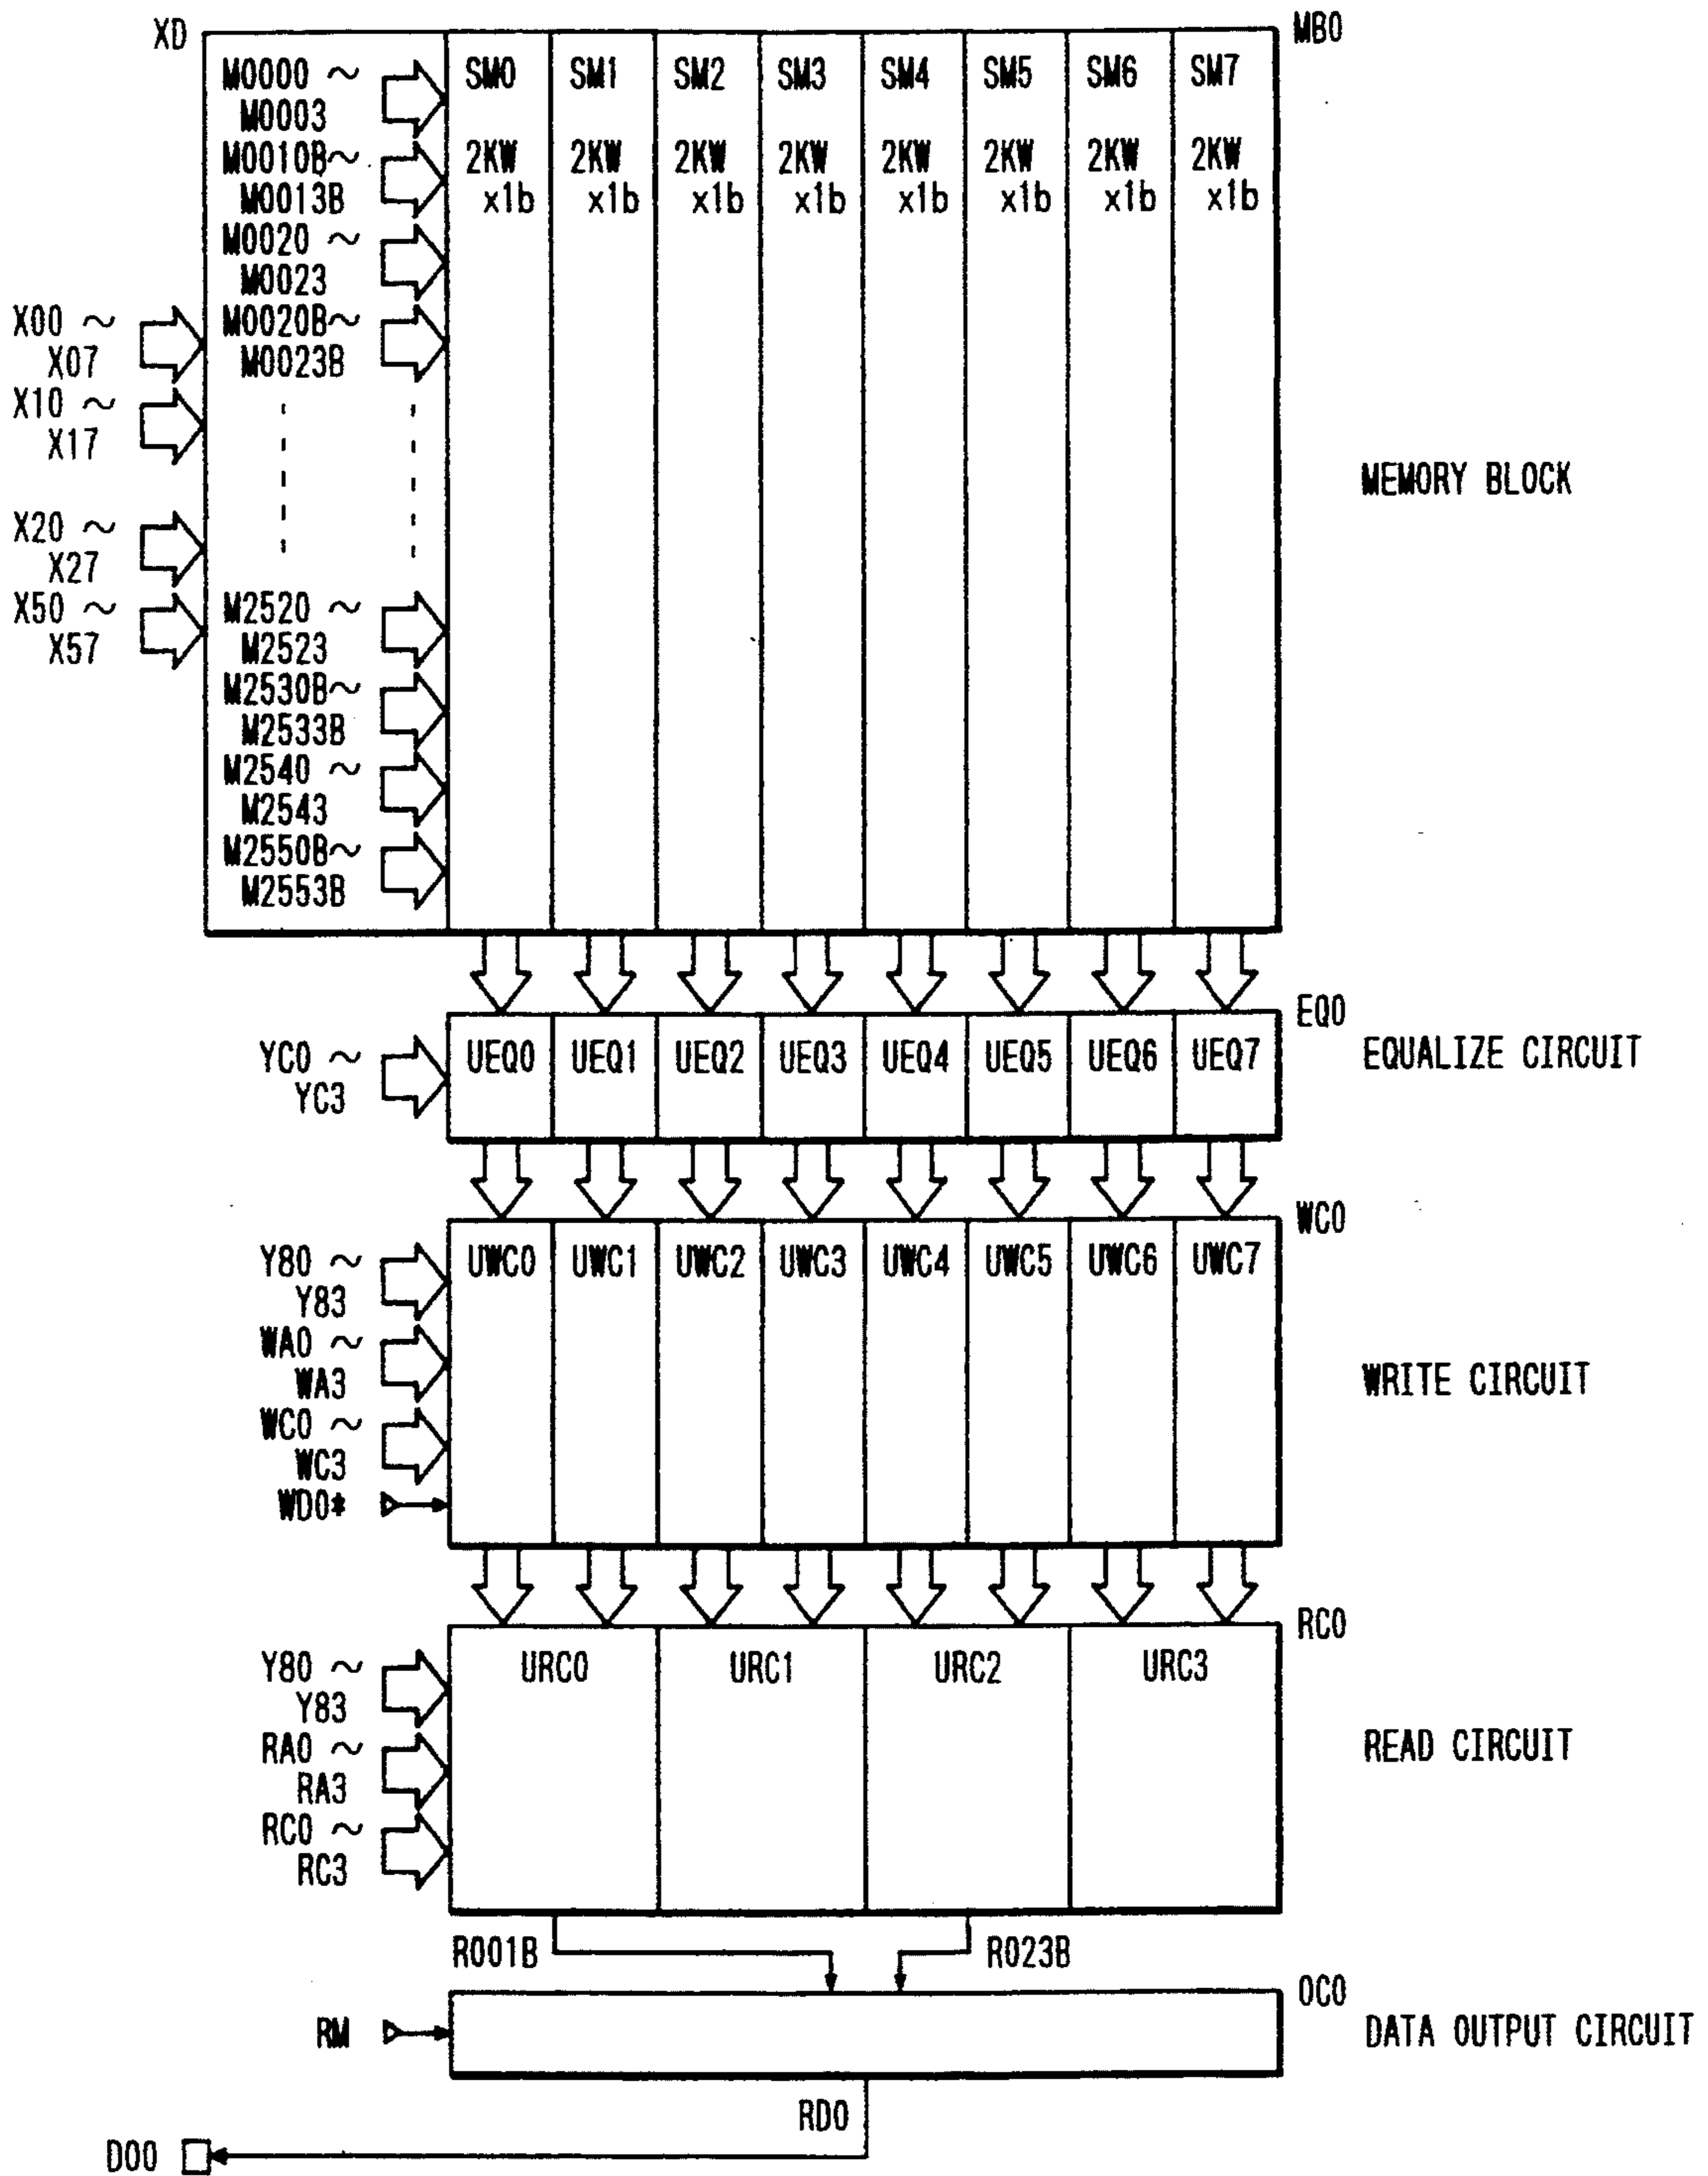 XD
MB0
M0000 ~
M0003
SM0 SM1 SM2 SM3 SM4 SM5 SM6 SM7
M0010B~
M0013B
2KW 2KW 2KW 2KW 2KW 2KW 2KW 2KW
x1b x1b x1b x1b x1b x1b x1b x1b
M0020 ~
M0023
X00 ~
X07
M0020B~
M0023B
X10 ~
X17
MEMORY BLOCK
X20 ~
X27
X50 ~
X57
M2520 ~
M2523
M2530B~
M2533B
M2540 ~
M2543
M2550B~
M2553B
EQ0
YC0 ~
YC3
UEQ0 UEQ1 UEQ2 UEQ3 UEQ4 UEQ5 UEQ6 UEQ7
EQUALIZE CIRCUIT
WC0
Y80 ~
Y83
UWC0 UWC1 UWC2 UWC3 UWC4 UWC5 UWC6 UWC7
WA0 ~
WA3
WRITE CIRCUIT
WC0 ~
WC3
WD0*
RC0
Y80 ~
Y83
URC0 URC1 URC2 URC3
RA0 ~
RA3
READ CIRCUIT
RC0 ~
RC3
R001B
R023B
OC0
RM
DATA OUTPUT CIRCUIT
RD0
D00